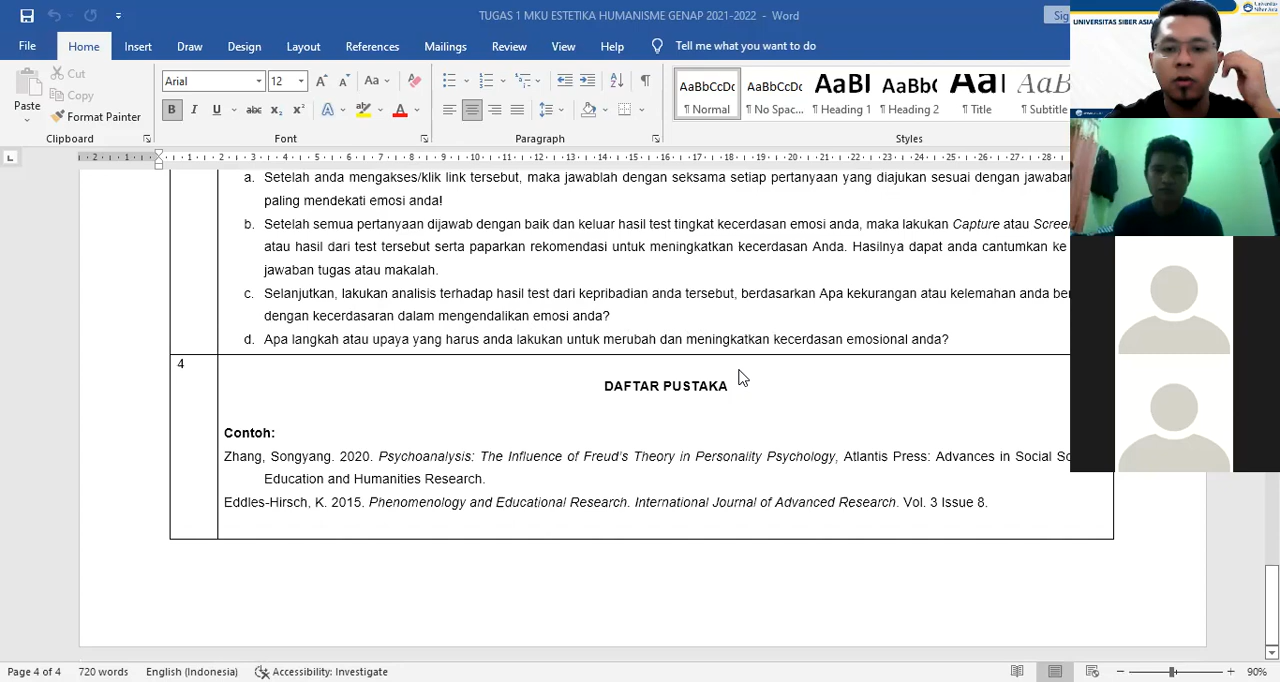 TUGAS 1 MKU ESTETIKA HUMANISME GENAP 2021-2022 - Word
Sig
UNIVERSITAS SIBER ASIA
Universitas
Siber Asia
File Home Insert Draw Design Layout References Mailings Review View Help Tell me what you want to do
Paste
Cut
Copy
Format Painter
Clipboard
Arial 12
Font
Paragraph
AaBbCcDc AaBbCcDc AaBI AaBbC AaI AaB
¶ Normal ¶ No Spac... ¶ Heading 1 ¶ Heading 2 ¶ Title ¶ Subtitle
Styles
a. Setelah anda mengakses/klik link tersebut, maka jawablah dengan seksama setiap pertanyaan yang diajukan sesuai dengan jawaban
paling mendekati emosi anda!
b. Setelah semua pertanyaan dijawab dengan baik dan keluar hasil test tingkat kecerdasan emosi anda, maka lakukan Capture atau Scree
atau hasil dari test tersebut serta paparkan rekomendasi untuk meningkatkan kecerdasan Anda. Hasilnya dapat anda cantumkan ke
jawaban tugas atau makalah.
c. Selanjutkan, lakukan analisis terhadap hasil test dari kepribadian anda tersebut, berdasarkan Apa kekurangan atau kelemahan anda ber
dengan kecerdasaran dalam mengendalikan emosi anda?
d. Apa langkah atau upaya yang harus anda lakukan untuk merubah dan meningkatkan kecerdasan emosional anda?
4
DAFTAR PUSTAKA
Contoh:
Zhang, Songyang. 2020. Psychoanalysis: The Influence of Freud's Theory in Personality Psychology, Atlantis Press: Advances in Social Sc
Education and Humanities Research.
Eddles-Hirsch, K. 2015. Phenomenology and Educational Research. International Journal of Advanced Research. Vol. 3 Issue 8.
Page 4 of 4 720 words English (Indonesia) Accessibility: Investigate 90%